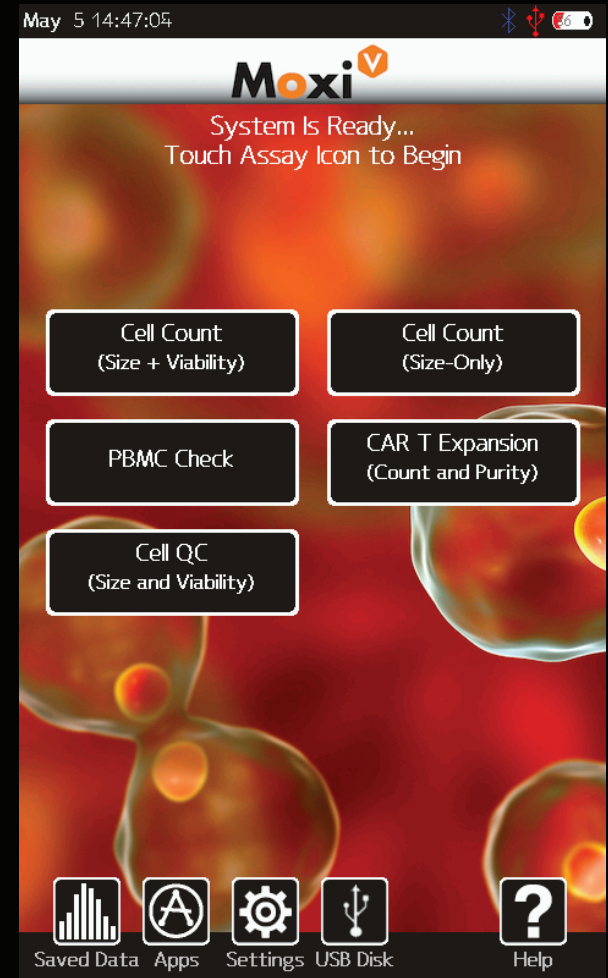 May 5 14:47:05
36
Moxi V
System Is Ready...
Touch Assay Icon to Begin
Cell Count
(Size + Viability)
Cell Count
(Size-Only)
PBMC Check
CAR T Expansion
(Count and Purity)
Cell QC
(Size and Viability)
?
Saved Data Apps Settings USB Disk Help